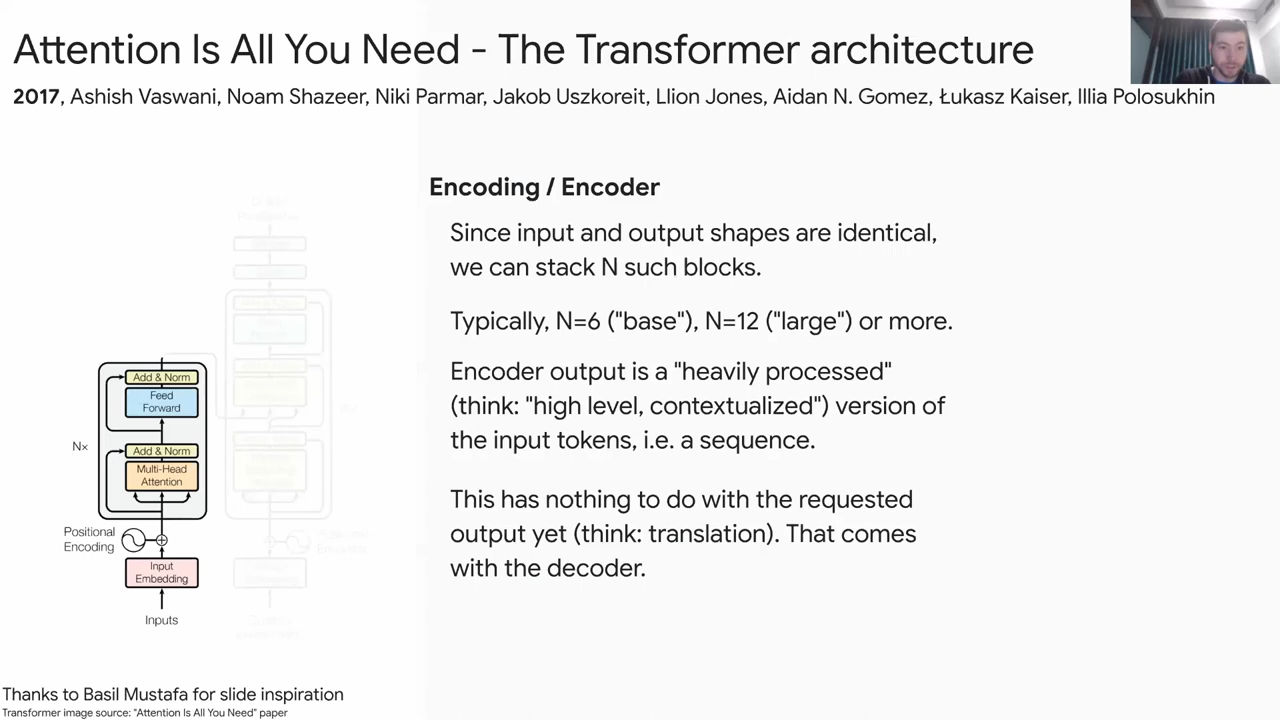 Attention Is All You Need - The Transformer architecture
2017, Ashish Vaswani, Noam Shazeer, Niki Parmar, Jakob Uszkoreit, Llion Jones, Aidan N. Gomez, Łukasz Kaiser, Illia Polosukhin
Encoding / Encoder
Since input and output shapes are identical,
we can stack N such blocks.
Typically, N=6 ("base"), N=12 ("large") or more.
Encoder output is a "heavily processed"
(think: "high level, contextualized") version of
the input tokens, i.e. a sequence.
This has nothing to do with the requested
output yet (think: translation). That comes
with the decoder.
Add & Norm
Feed
Forward
N×
Add & Norm
Multi-Head
Attention
Positional
Encoding
Input
Embedding
Inputs
Thanks to Basil Mustafa for slide inspiration
Transformer image source: "Attention Is All You Need" paper